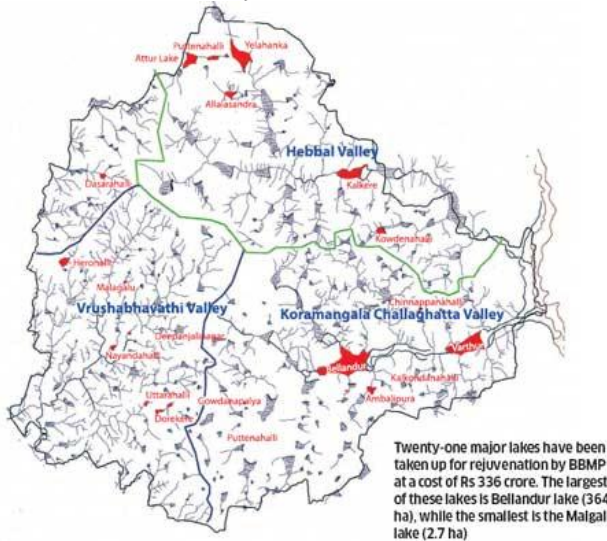 Puttenahalli
Yelahanka
Attur Lake
Allalasandra
Hebbal Valley
Dasarahalli
Kalkere
Kowdenahalli
Heronalli
Malagalu
Chinnappanahalli
Vrushabhavathi Valley
Koramangala Challaghatta Valley
Deepanjalinagar
Varthur
Nayandahalli
Bellandur
Kaikondanahalli
Uttarahalli
Gowdanapalya
Ambalipura
Dorekere
Puttenahalli
Twenty-one major lakes have been
taken up for rejuvenation by BBMP
at a cost of Rs 336 crore. The largest
of these lakes is Bellandur lake (364
ha), while the smallest is the Malgal
lake (2.7 ha)